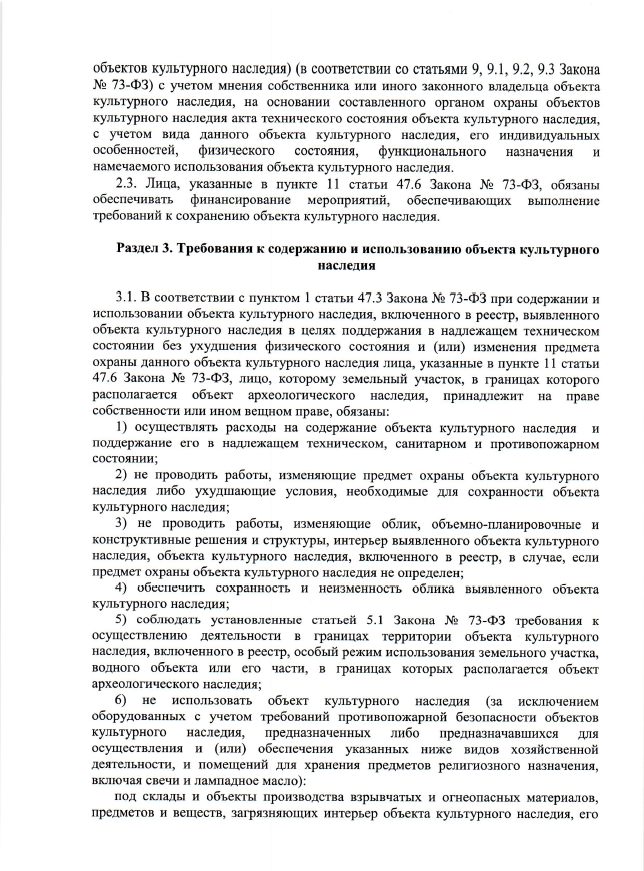 объектов культурного наследия) (в соответствии со статьями 9, 9.1, 9.2, 9.3 Закона
№ 73-ФЗ) с учетом мнения собственника или иного законного владельца объекта
культурного наследия, на основании составленного органом охраны объектов
культурного наследия акта технического состояния объекта культурного наследия,
с учетом вида данного объекта культурного наследия, его индивидуальных
особенностей, физического состояния, функционального назначения и
намечаемого использования объекта культурного наследия.
2.3. Лица, указанные в пункте 11 статьи 47.6 Закона № 73-ФЗ, обязаны
обеспечивать финансирование мероприятий, обеспечивающих выполнение
требований к сохранению объекта культурного наследия.
Раздел 3. Требования к содержанию и использованию объекта культурного
наследия
3.1. В соответствии с пунктом 1 статьи 47.3 Закона № 73-ФЗ при содержании и
использовании объекта культурного наследия, включенного в реестр, выявленного
объекта культурного наследия в целях поддержания в надлежащем техническом
состоянии без ухудшения физического состояния и (или) изменения предмета
охраны данного объекта культурного наследия лица, указанные в пункте 11 статьи
47.6 Закона № 73-ФЗ, лицо, которому земельный участок, в границах которого
располагается объект археологического наследия, принадлежит на праве
собственности или ином вещном праве, обязаны:
1) осуществлять расходы на содержание объекта культурного наследия и
поддержание его в надлежащем техническом, санитарном и противопожарном
состоянии;
2) не проводить работы, изменяющие предмет охраны объекта культурного
наследия либо ухудшающие условия, необходимые для сохранности объекта
культурного наследия;
3) не проводить работы, изменяющие облик, объемно-планировочные и
конструктивные решения и структуры, интерьер выявленного объекта культурного
наследия, объекта культурного наследия, включенного в реестр, в случае, если
предмет охраны объекта культурного наследия не определен;
4) обеспечить сохранность и неизменность облика выявленного объекта
культурного наследия;
5) соблюдать установленные статьей 5.1 Закона № 73-ФЗ требования к
осуществлению деятельности в границах территории объекта культурного
наследия, включенного в реестр, особый режим использования земельного участка,
водного объекта или его части, в границах которых располагается объект
археологического наследия;
6) не использовать объект культурного наследия (за исключением
оборудованных с учетом требований противопожарной безопасности объектов
культурного наследия, предназначенных либо предназначавшихся для
осуществления и (или) обеспечения указанных ниже видов хозяйственной
деятельности, и помещений для хранения предметов религиозного назначения,
включая свечи и лампадное масло):
под склады и объекты производства взрывчатых и огнеопасных материалов,
предметов и веществ, загрязняющих интерьер объекта культурного наследия, его